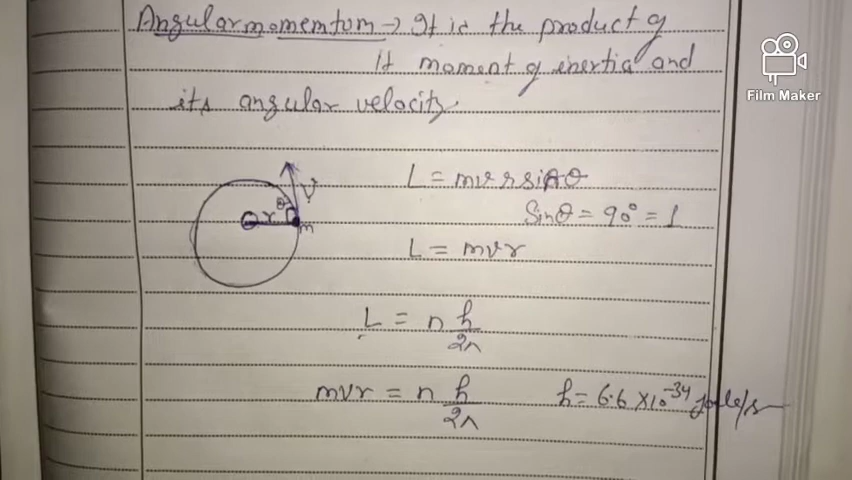 Angular momentum → It is the product of
It moment of inertia and
its angular velocity.
L = mvr sinθ
Sinθ = 90° = 1
L = mvr
θ V
r m
L = n h/2π
mvr = n h/2π h = 6.6 × 10⁻³⁴ joule/s
Film Maker